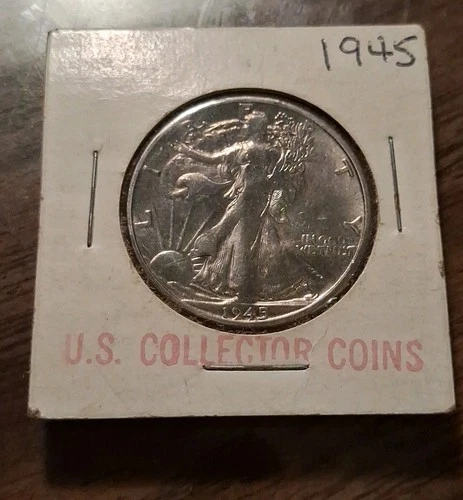 1945
LIBERTY
IN GOD
WE TRUST
1945
U.S. COLLECTOR COINS